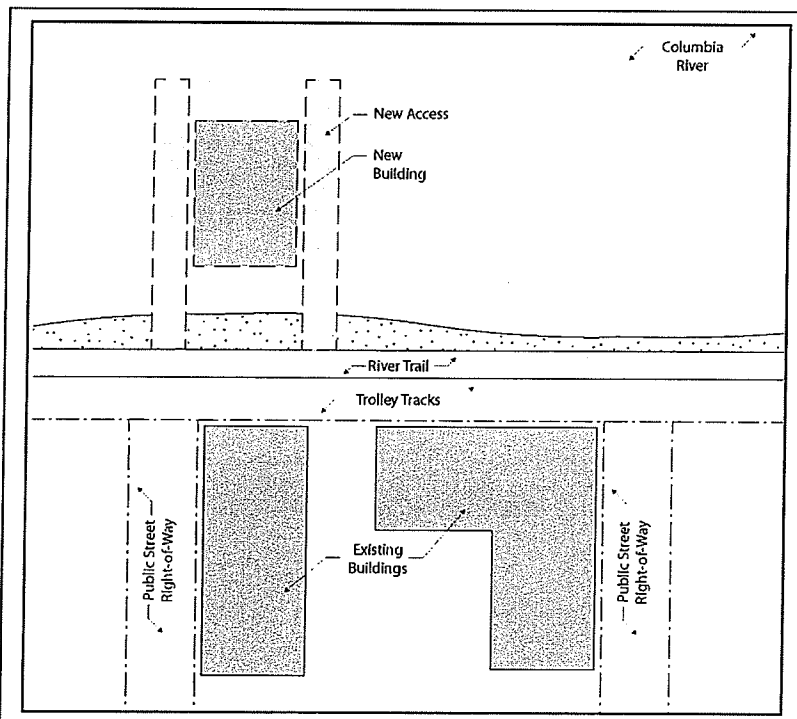 Columbia
River
New Access
New
Building
River Trail
Trolley Tracks
Public Street
Right-of-Way
Existing
Buildings
Public Street
Right-of-Way